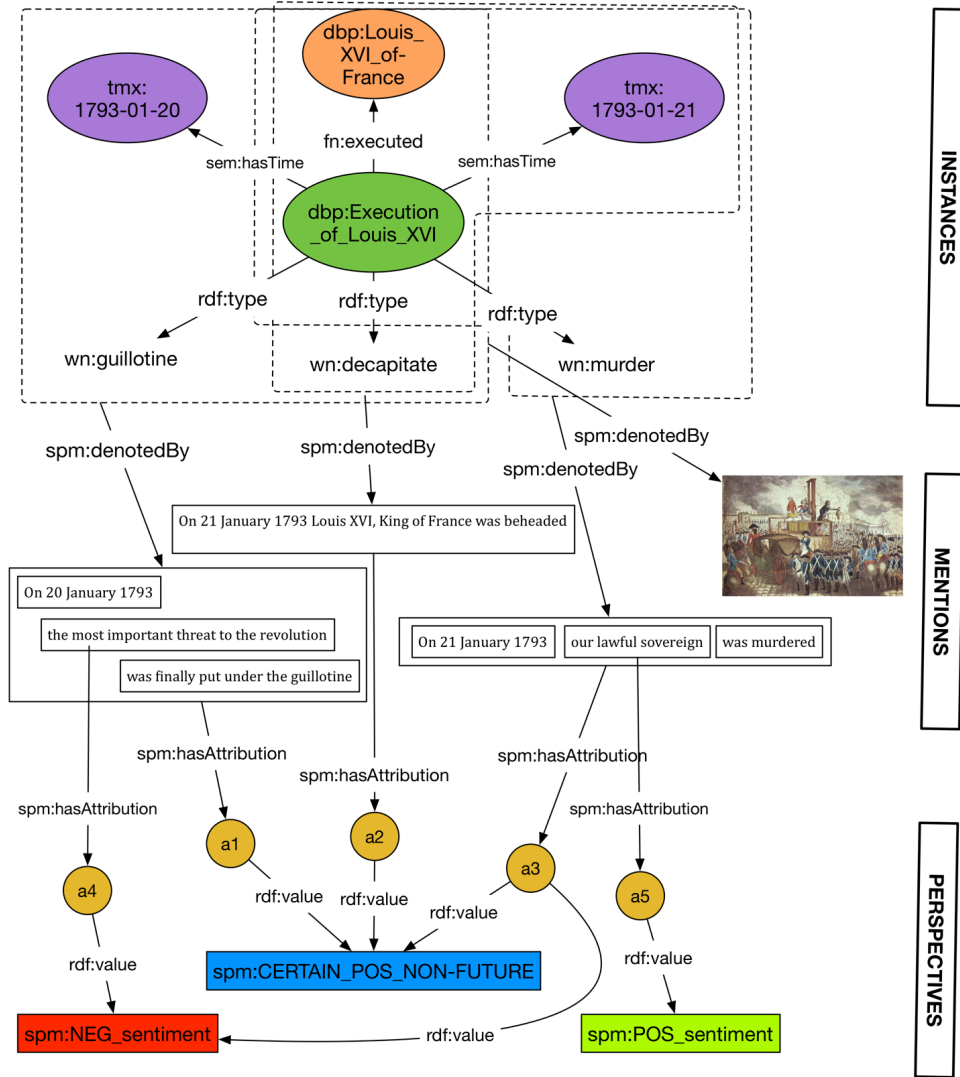 dbp:Louis_
XVI_of-
France
tmx:
1793-01-20
tmx:
1793-01-21
fn:executed
sem:hasTime
sem:hasTime
dbp:Execution
_of_Louis_XVI
INSTANCES
rdf:type
rdf:type
rdf:type
wn:guillotine
wn:decapitate
wn:murder
spm:denotedBy
spm:denotedBy
spm:denotedBy
spm:denotedBy
On 21 January 1793 Louis XVI, King of France was beheaded
On 20 January 1793
the most important threat to the revolution
was finally put under the guillotine
On 21 January 1793
our lawful sovereign
was murdered
MENTIONS
spm:hasAttribution
spm:hasAttribution
spm:hasAttribution
spm:hasAttribution
spm:hasAttribution
a1
a2
a3
a4
a5
rdf:value
rdf:value
rdf:value
rdf:value
rdf:value
spm:CERTAIN_POS_NON-FUTURE
spm:NEG_sentiment
rdf:value
spm:POS_sentiment
PERSPECTIVES